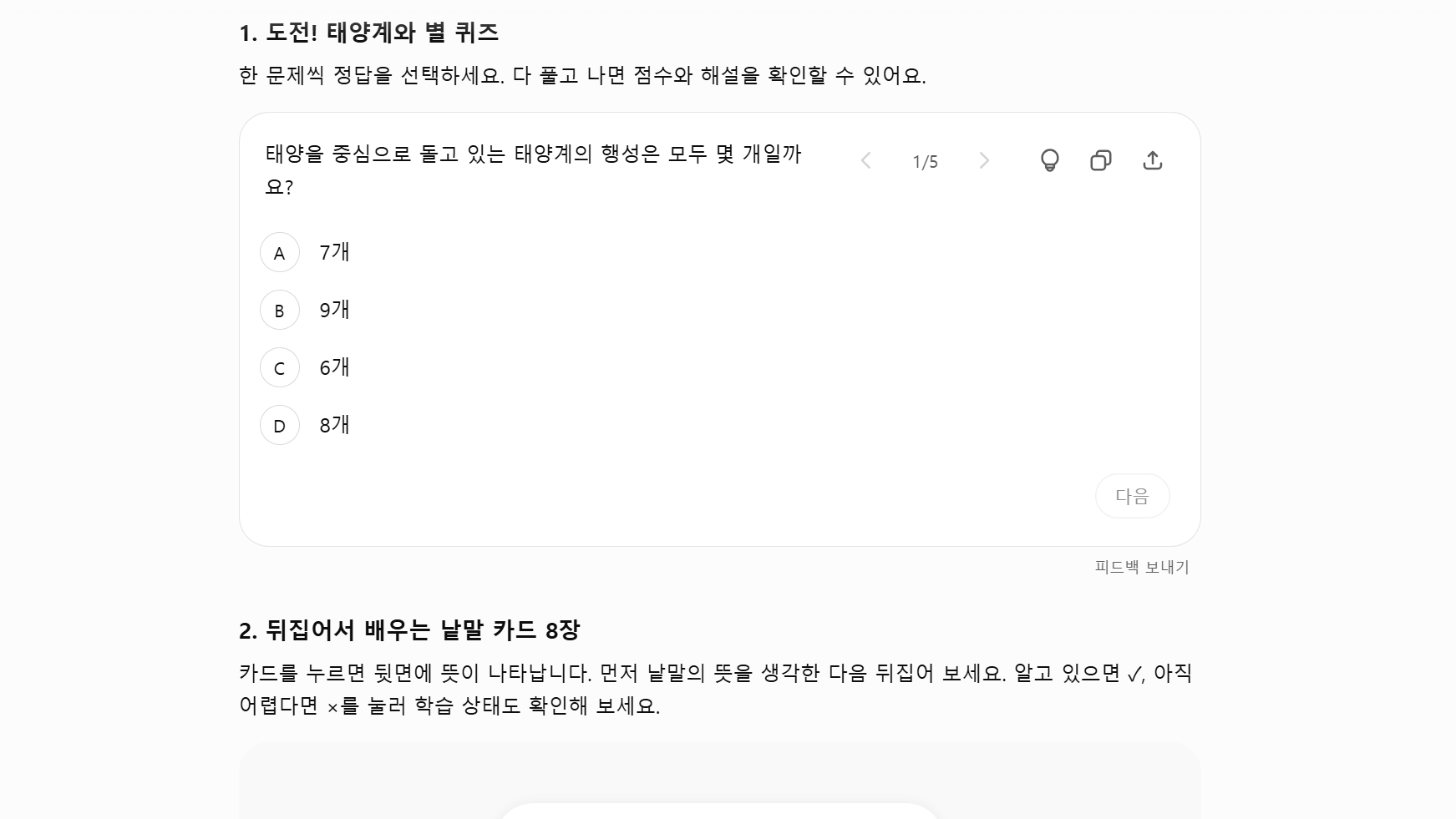 1. 도전! 태양계와 별 퀴즈
한 문제씩 정답을 선택하세요. 다 풀고 나면 점수와 해설을 확인할 수 있어요.
태양을 중심으로 돌고 있는 태양계의 행성은 모두 몇 개일까
요?
1/5
A 7개
B 9개
C 6개
D 8개
다음
피드백 보내기
2. 뒤집어서 배우는 낱말 카드 8장
카드를 누르면 뒷면에 뜻이 나타납니다. 먼저 낱말의 뜻을 생각한 다음 뒤집어 보세요. 알고 있으면 ✓, 아직
어렵다면 ×를 눌러 학습 상태도 확인해 보세요.